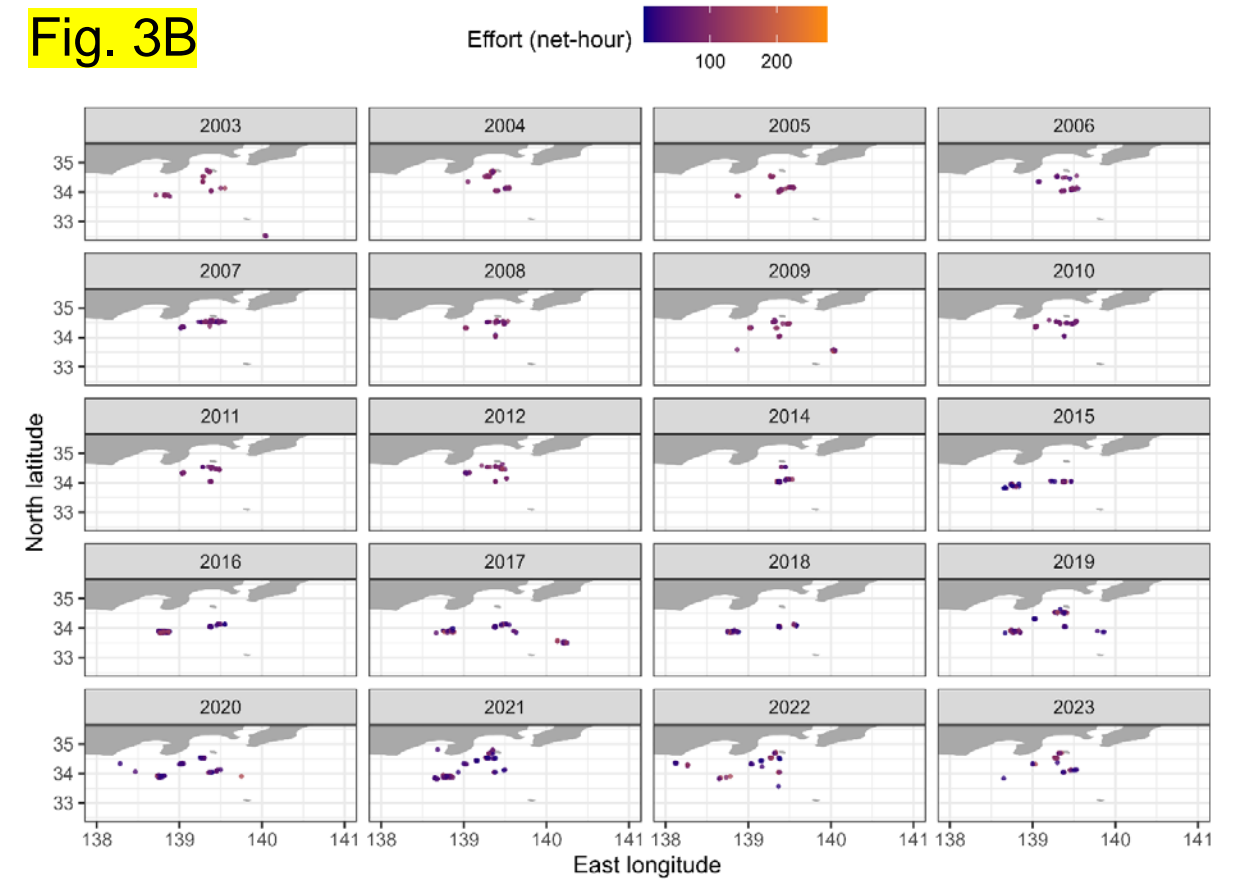 Fig. 3B
Effort (net-hour)
100 200
2003 2004 2005 2006
35
34
33
2007 2008 2009 2010
35
34
33
2011 2012 2014 2015
35
34
33
2016 2017 2018 2019
35
34
33
2020 2021 2022 2023
35
34
33
138 139 140 141 138 139 140 141 138 139 140 141 138 139 140 141
East longitude
North latitude